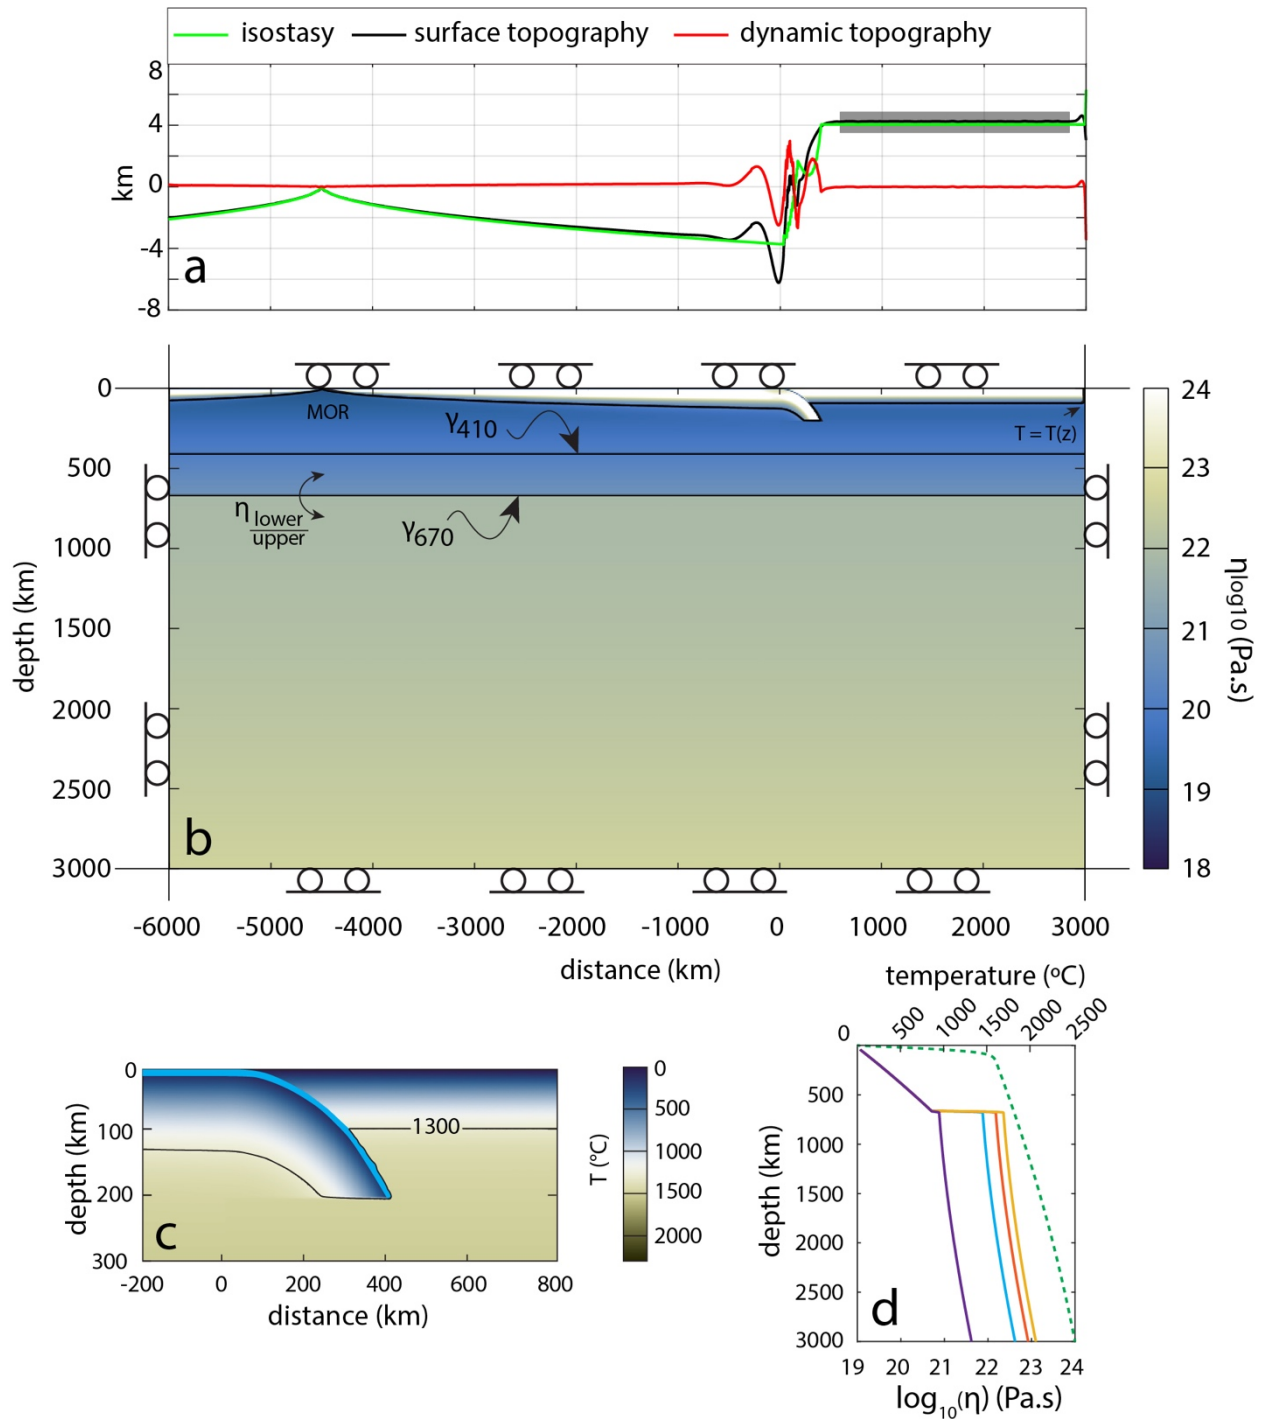 isostasy surface topography dynamic topography
8
4
0
-4
-8
km
a
0
500
1000
1500
2000
2500
3000
depth (km)
MOR
γ410
T = T(z)
η lower
upper
γ670
b
24
23
22
21
20
19
18
ηlog10 (Pa.s)
-6000 -5000 -4000 -3000 -2000 -1000 0 1000 2000 3000
distance (km)
0
100
200
300
depth (km)
1300
c
-200 0 200 400 600 800
distance (km)
0
500
1000
1500
2000
T (°C)
temperature (ºC)
0 500 1000 1500 2000 2500
500
1000
1500
2000
2500
3000
depth (km)
d
19 20 21 22 23 24
log10(η) (Pa.s)